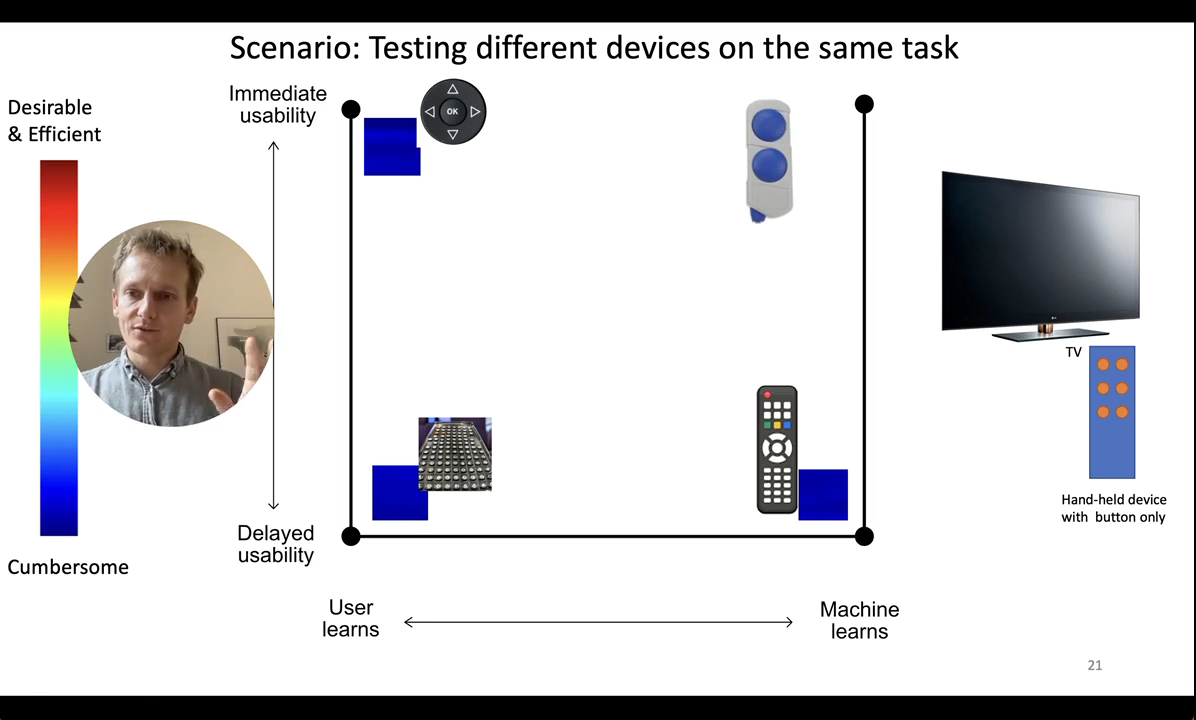 Scenario: Testing different devices on the same task
Desirable
& Efficient
Immediate
usability
OK
TV
Hand-held device
with button only
Delayed
usability
Cumbersome
User
learns
Machine
learns
21